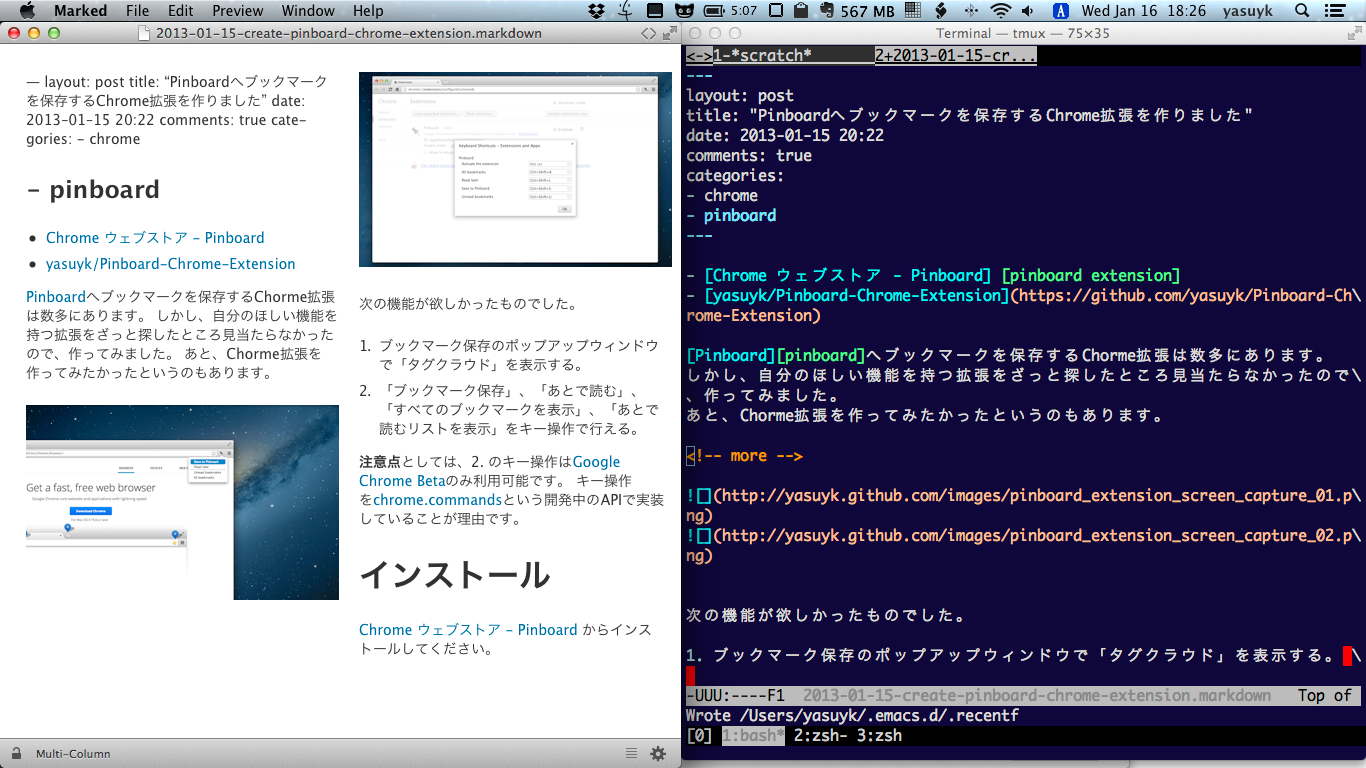 Marked File Edit Preview Window Help 5:07 567 MB Wed Jan 16 18:26 yasuyk
2013-01-15-create-pinboard-chrome-extension.markdown
— layout: post title: “Pinboardへブックマーク
を保存するChrome拡張を作りました” date:
2013-01-15 20:22 comments: true cate-
gories: – chrome
– pinboard
• Chrome ウェブストア – Pinboard
• yasuyk/Pinboard-Chrome-Extension
Pinboardへブックマークを保存するChorme拡張
は数多にあります。 しかし、自分のほしい機能を
持つ拡張をざっと探したところ見当たらなかった
ので、作ってみました。 あと、Chorme拡張を
作ってみたかったというのもあります。
Get a fast, free web browser
Download Chrome
Chrome
Extensions
Keyboard Shortcuts – Extensions and Apps
Pinboard
Activate the extension
All bookmarks
Read later
Save to Pinboard
Unread bookmarks
OK
次の機能が欲しかったものでした。
1. ブックマーク保存のポップアップウィンドウ
で「タグクラウド」を表示する。
2. 「ブックマーク保存」、「あとで読む」、
「すべてのブックマークを表示」、「あとで
読むリストを表示」をキー操作で行える。
注意点としては、2. のキー操作はGoogle
Chrome Betaのみ利用可能です。 キー操作
をchrome.commandsという開発中のAPIで実装
していることが理由です。
インストール
Chrome ウェブストア – Pinboard からインス
トールしてください。
Multi-Column
Terminal — tmux — 75×35
<->1-*scratch* 2+2013-01-15-cr...
---
layout: post
title: "Pinboardへブックマークを保存するChrome拡張を作りました"
date: 2013-01-15 20:22
comments: true
categories:
- chrome
- pinboard
---
- [Chrome ウェブストア - Pinboard] [pinboard extension]
- [yasuyk/Pinboard-Chrome-Extension](https://github.com/yasuyk/Pinboard-Ch\
rome-Extension)
[Pinboard][pinboard]へブックマークを保存するChorme拡張は数多にあります。
しかし、自分のほしい機能を持つ拡張をざっと探したところ見当たらなかったので\
、作ってみました。
あと、Chorme拡張を作ってみたかったというのもあります。
<!-- more -->
![](http://yasuyk.github.com/images/pinboard_extension_screen_capture_01.p\
ng)
![](http://yasuyk.github.com/images/pinboard_extension_screen_capture_02.p\
ng)
次の機能が欲しかったものでした。
1. ブックマーク保存のポップアップウィンドウで「タグクラウド」を表示する。 \
-UUU:----F1 2013-01-15-create-pinboard-chrome-extension.markdown Top of
Wrote /Users/yasuyk/.emacs.d/.recentf
[0] 1:bash* 2:zsh- 3:zsh